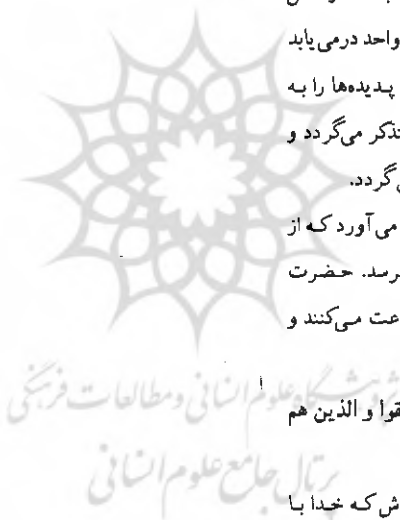 واحد درمی‌یابد
پدیده‌ها را به
تذکر می‌گردد و
می‌گردد.
می‌آورد که از
رسد. حضرت
عت می‌کنند و
پژوهشگاه علوم انسانی و مطالعات فرهنگی
قوا و الذین هم
پرتال جامع علوم انسانی
ش که خدا با